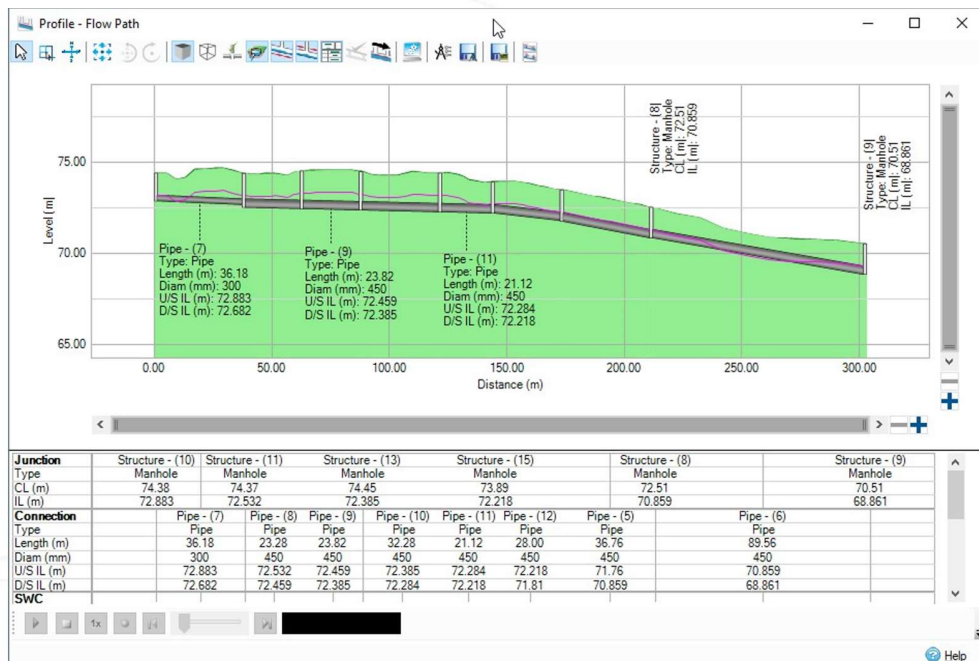 Profile - Flow Path
1x
75.00
70.00
65.00
Level (m)
0.00 50.00 100.00 150.00 200.00 250.00 300.00
Distance (m)
Pipe - (7)
Type: Pipe
Length (m): 36.18
Diam (mm): 300
U/S IL (m): 72.883
D/S IL (m): 72.682
Pipe - (9)
Type: Pipe
Length (m): 23.82
Diam (mm): 450
U/S IL (m): 72.459
D/S IL (m): 72.385
Pipe - (11)
Type: Pipe
Length (m): 21.12
Diam (mm): 450
U/S IL (m): 72.284
D/S IL (m): 72.218
Structure - (8)
Type: Manhole
CL (m): 72.51
IL (m): 70.859
Structure - (9)
Type: Manhole
CL (m): 70.51
IL (m): 68.861
Junction Structure - (10) Structure - (11) Structure - (13) Structure - (15) Structure - (8) Structure - (9)
Type Manhole Manhole Manhole Manhole Manhole Manhole
CL (m) 74.38 74.37 74.45 73.89 72.51 70.51
IL (m) 72.883 72.532 72.385 72.218 70.859 68.861
Connection Pipe - (7) Pipe - (8) Pipe - (9) Pipe - (10) Pipe - (11) Pipe - (12) Pipe - (5) Pipe - (6)
Type Pipe Pipe Pipe Pipe Pipe Pipe Pipe Pipe
Length (m) 36.18 23.28 23.82 32.28 21.12 28.00 36.76 89.56
Diam (mm) 300 450 450 450 450 450 450 450
U/S IL (m) 72.883 72.532 72.459 72.385 72.284 72.218 71.76 70.859
D/S IL (m) 72.682 72.459 72.385 72.284 72.218 71.81 70.859 68.861
SWC
Help